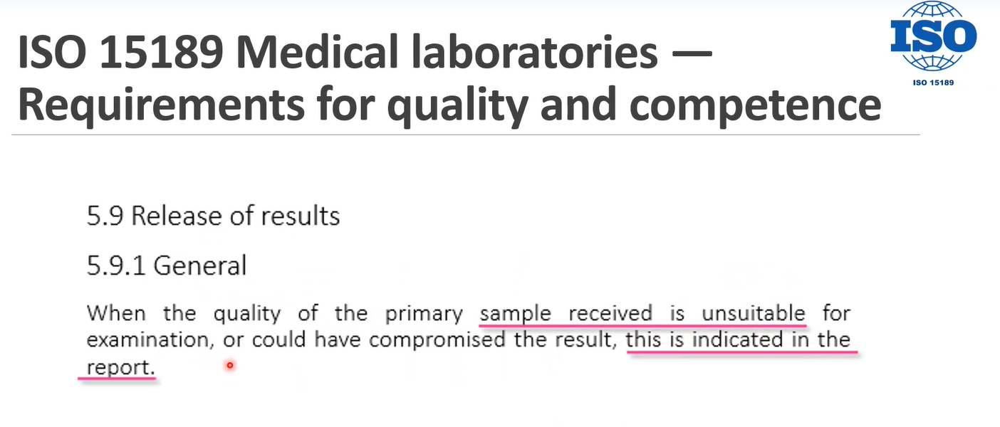 ISO 15189 Medical laboratories —
Requirements for quality and competence
ISO
ISO 15189
5.9 Release of results
5.9.1 General
When the quality of the primary sample received is unsuitable for
examination, or could have compromised the result, this is indicated in the
report.